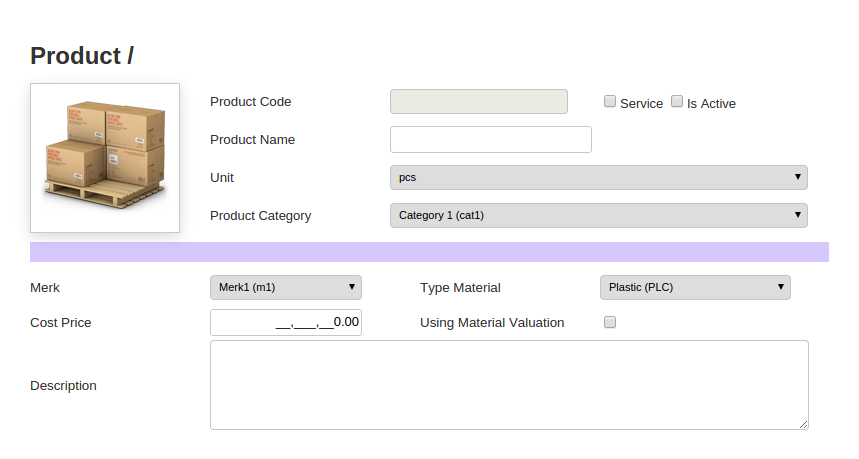 Product /
Product Code
Service
Is Active
Product Name
Unit
pcs
Product Category
Category 1 (cat1)
Merk
Merk1 (m1)
Type Material
Plastic (PLC)
Cost Price
__,___,__0.00
Using Material Valuation
Description